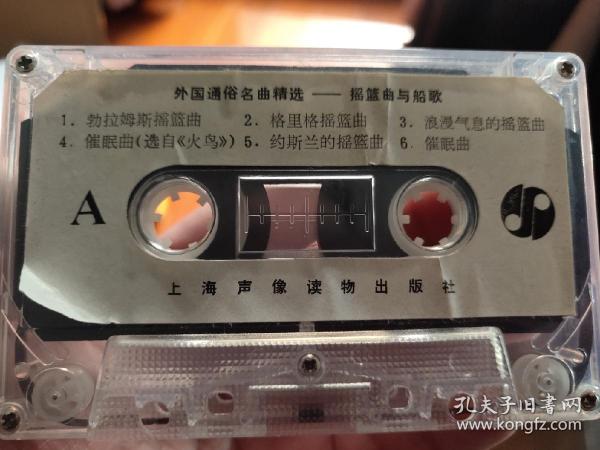 外国通俗名曲精选——摇篮曲与船歌
1. 勃拉姆斯摇篮曲 2. 格里格摇篮曲 3. 浪漫气息的摇篮曲
4. 催眠曲(选自《火鸟》) 5. 约斯兰的摇篮曲 6. 催眠曲
A
上海声像读物出版社
孔夫子旧书网
www.kongfz.com